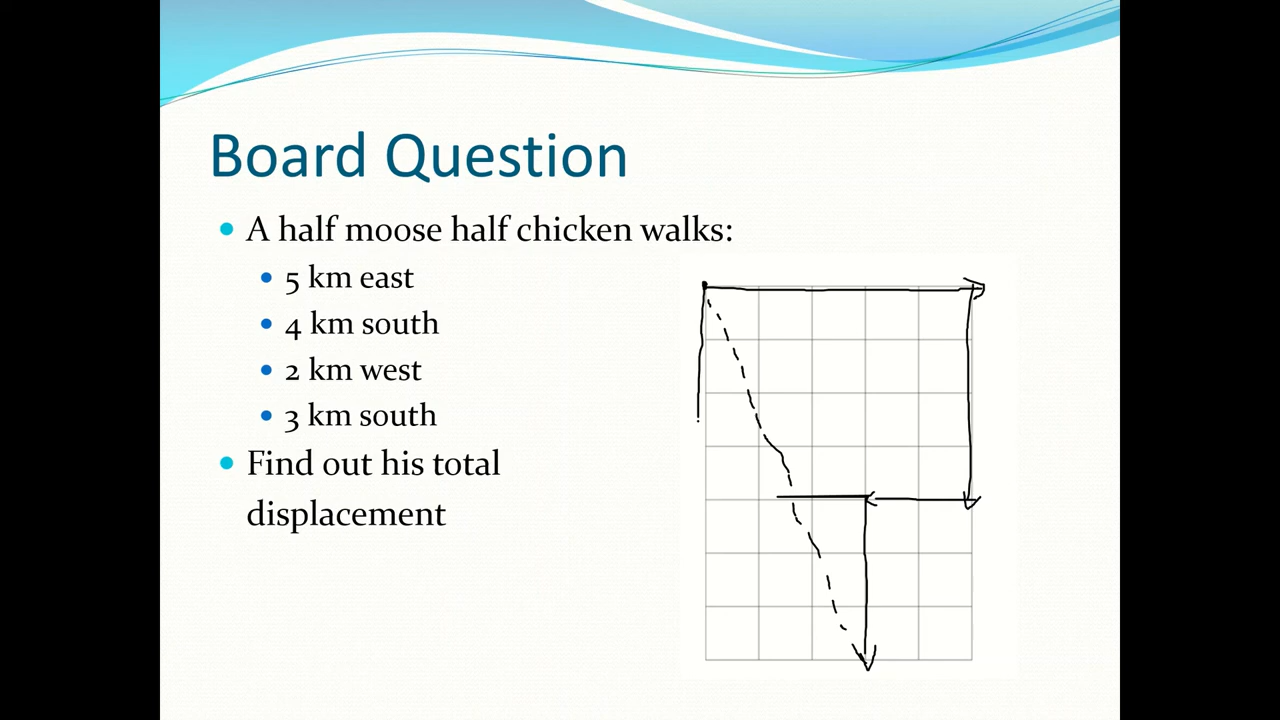 Board Question
A half moose half chicken walks:
5 km east
4 km south
2 km west
3 km south
Find out his total
displacement